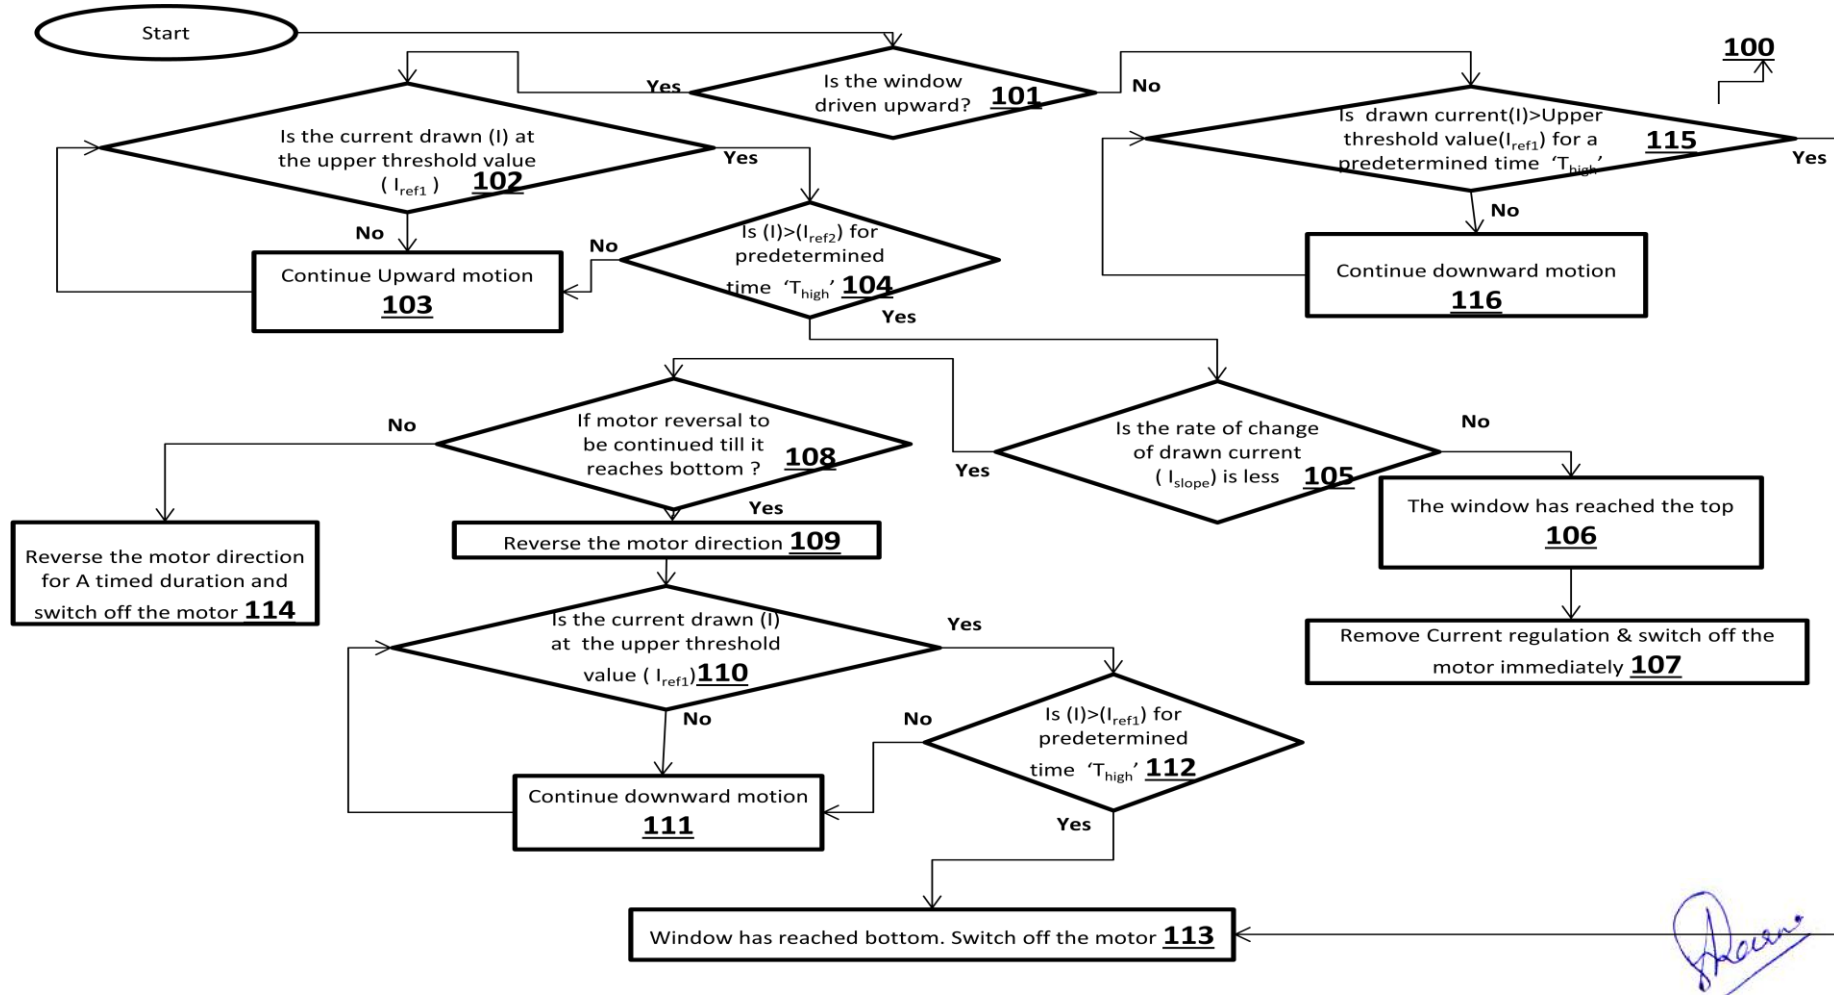 Start
100
Is the window
driven upward? 101
Yes
No
Is the current drawn (I) at
the upper threshold value
( Iref1 ) 102
Yes
No
Is drawn current(I)>Upper
threshold value(Iref1) for a 115
predetermined time ‘Thigh’
Yes
No
Continue Upward motion
103
Is (I)>(Iref2) for
predetermined
time ‘Thigh’ 104
No
Yes
Continue downward motion
116
If motor reversal to
be continued till it
reaches bottom ? 108
No
Yes
Is the rate of change
of drawn current
( Islope) is less 105
Yes
No
The window has reached the top
106
Reverse the motor direction
for A timed duration and
switch off the motor 114
Reverse the motor direction 109
Remove Current regulation & switch off the
motor immediately 107
Is the current drawn (I)
at the upper threshold
value ( Iref1) 110
Yes
No
Is (I)>(Iref1) for
predetermined
time ‘Thigh’ 112
No
Yes
Continue downward motion
111
Window has reached bottom. Switch off the motor 113